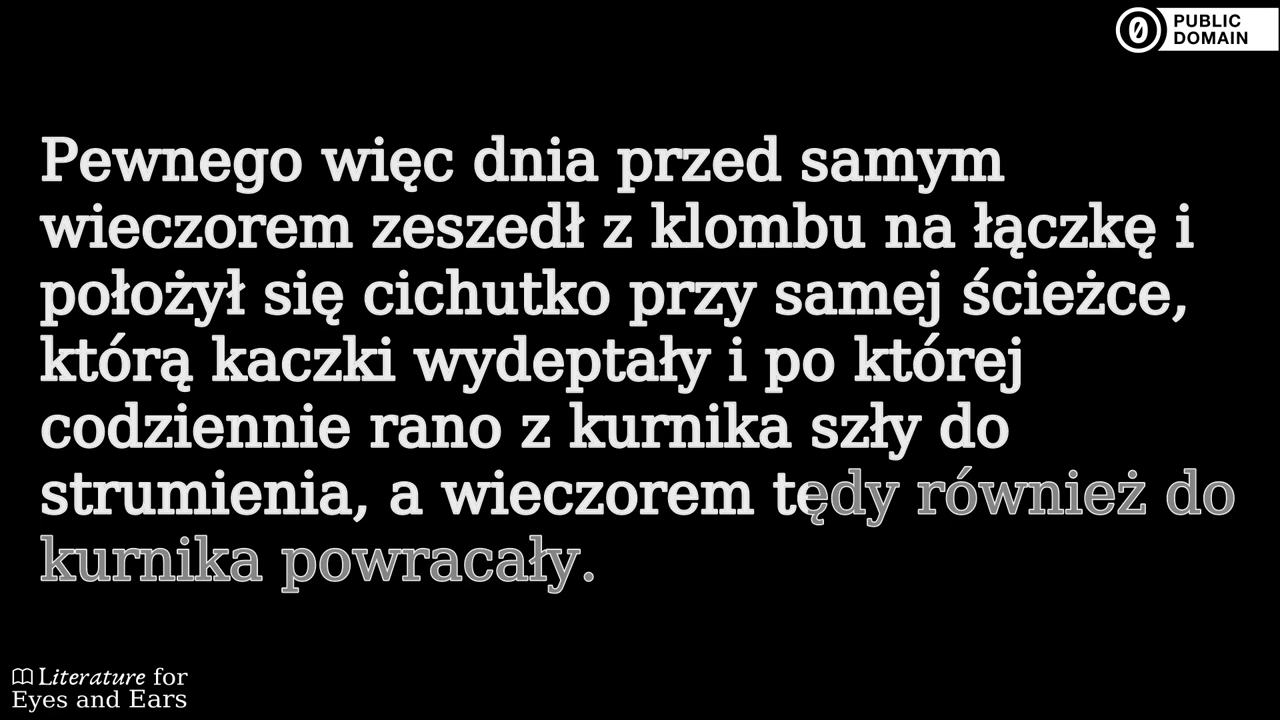 PUBLIC
DOMAIN
Pewnego więc dnia przed samym
wieczorem zeszedł z klombu na łączkę i
położył się cichutko przy samej ścieżce,
którą kaczki wydeptały i po której
codziennie rano z kurnika szły do
strumienia, a wieczorem tędy również do
kurnika powracały.
Literature for
Eyes and Ears